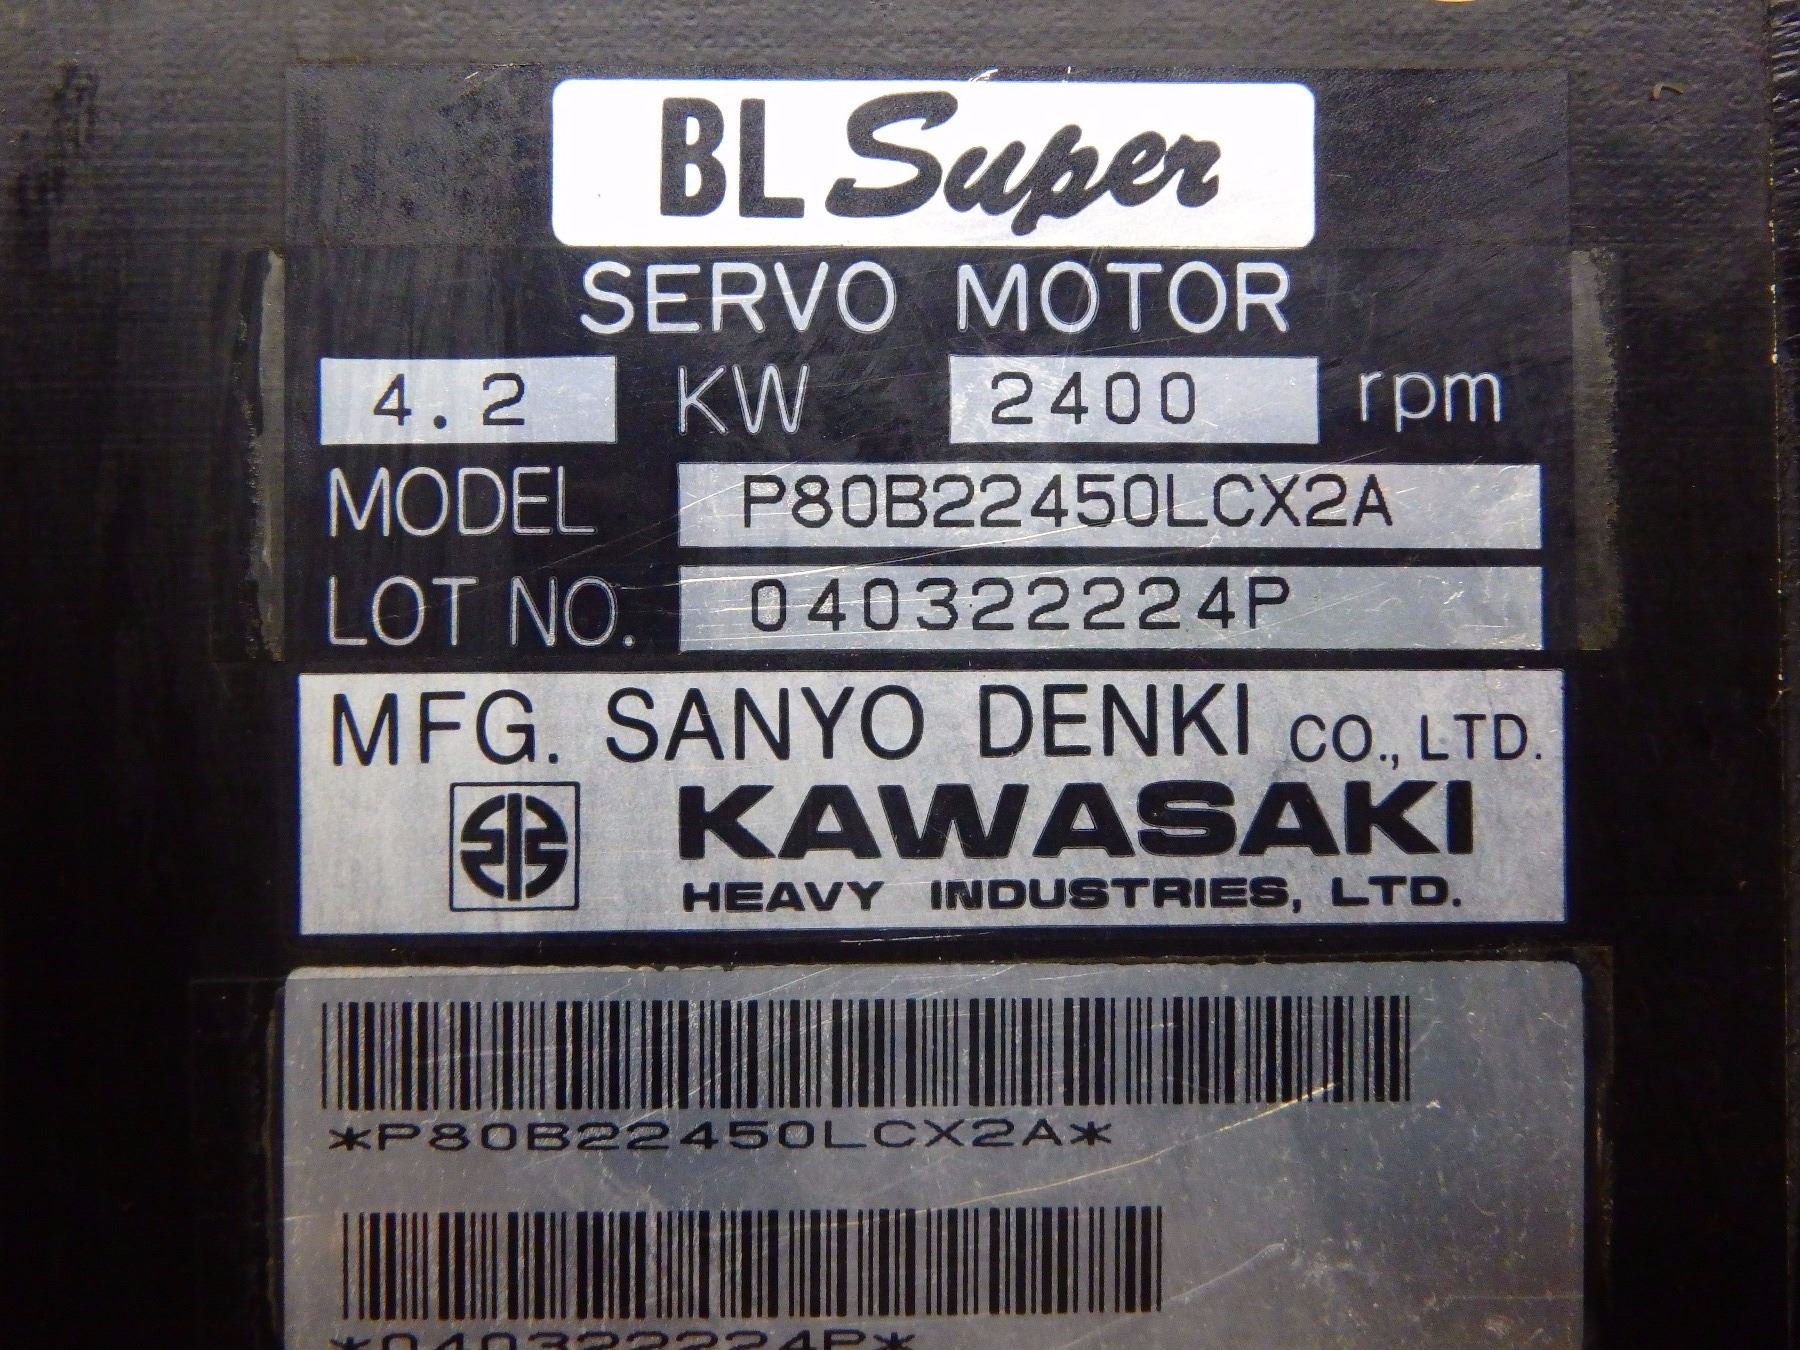 BL Super
SERVO MOTOR
4.2 KW 2400 rpm
MODEL P80B22450LCX2A
LOT NO. 040322224P
MFG. SANYO DENKI CO., LTD.
KAWASAKI
HEAVY INDUSTRIES, LTD.
*P80B22450LCX2A*
*040322224P*